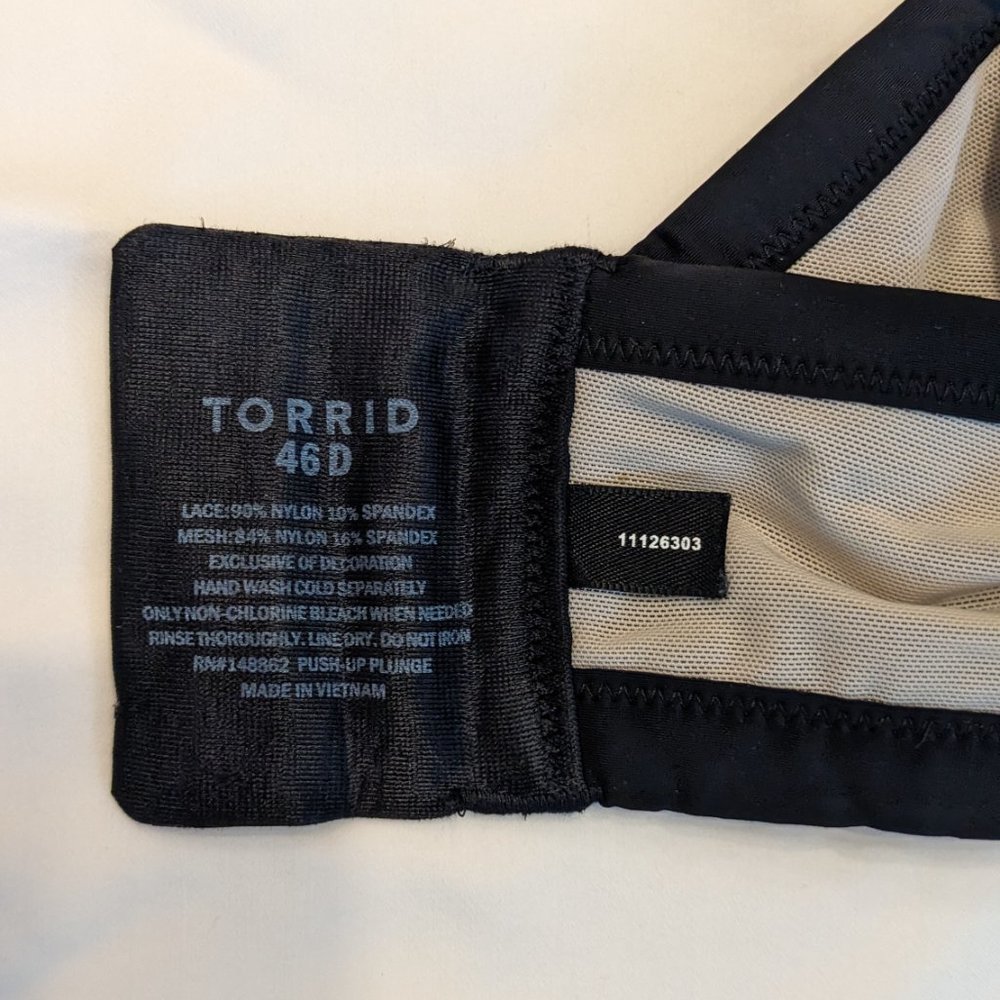 TORRID
46 D
LACE: 90% NYLON 10% SPANDEX
MESH: 84% NYLON 16% SPANDEX
EXCLUSIVE OF DECORATION
HAND WASH COLD SEPARATELY
ONLY NON-CHLORINE BLEACH WHEN NEEDED
RINSE THOROUGHLY. LINE DRY. DO NOT IRON
RN#148862 PUSH-UP PLUNGE
MADE IN VIETNAM
11126303